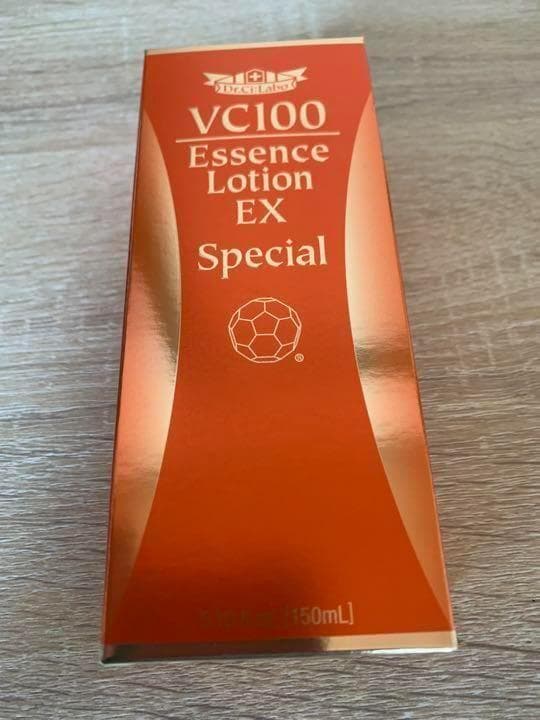 Dr.Ci:Labo
VC100
Essence
Lotion
EX
Special
®
[150mL]